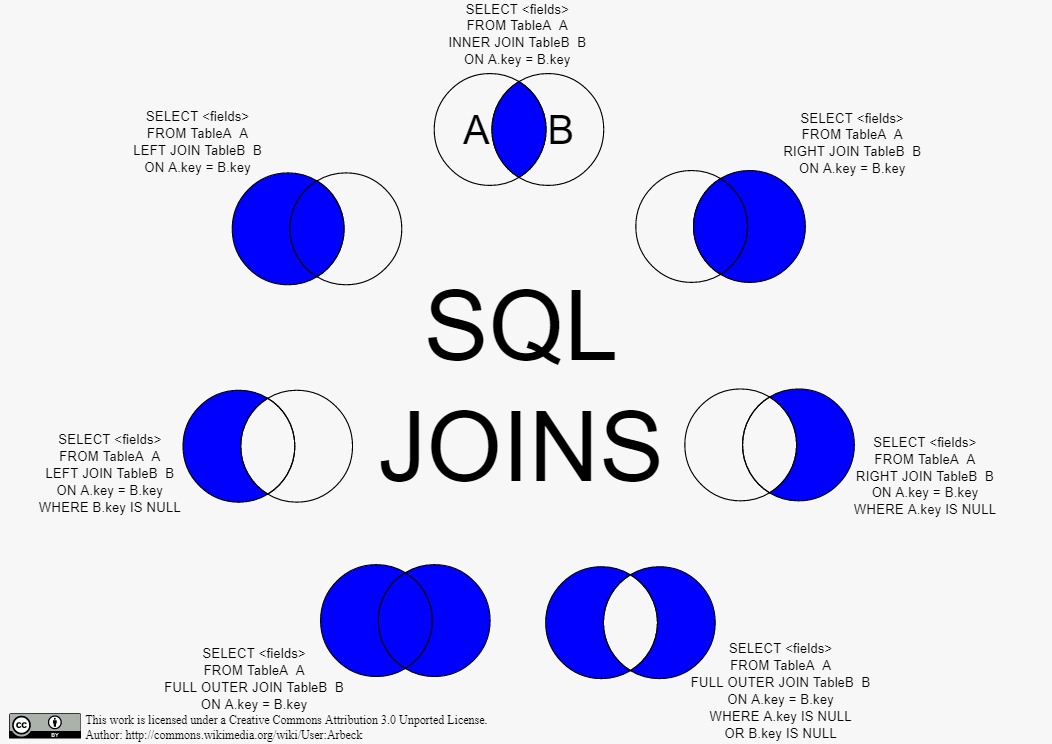 SELECT <fields>
FROM TableA A
INNER JOIN TableB B
ON A.key = B.key
A B
SELECT <fields>
FROM TableA A
LEFT JOIN TableB B
ON A.key = B.key
SELECT <fields>
FROM TableA A
RIGHT JOIN TableB B
ON A.key = B.key
SQL
JOINS
SELECT <fields>
FROM TableA A
LEFT JOIN TableB B
ON A.key = B.key
WHERE B.key IS NULL
SELECT <fields>
FROM TableA A
RIGHT JOIN TableB B
ON A.key = B.key
WHERE A.key IS NULL
SELECT <fields>
FROM TableA A
FULL OUTER JOIN TableB B
ON A.key = B.key
SELECT <fields>
FROM TableA A
FULL OUTER JOIN TableB B
ON A.key = B.key
WHERE A.key IS NULL
OR B.key IS NULL
cc
BY
This work is licensed under a Creative Commons Attribution 3.0 Unported License.
Author: http://commons.wikimedia.org/wiki/User:Arbeck